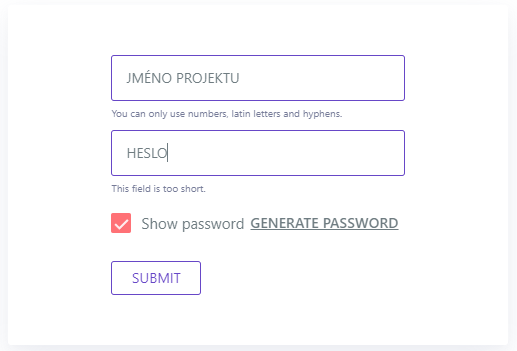 JMÉNO PROJEKTU
You can only use numbers, latin letters and hyphens.
HESLO
This field is too short.
Show password GENERATE PASSWORD
SUBMIT